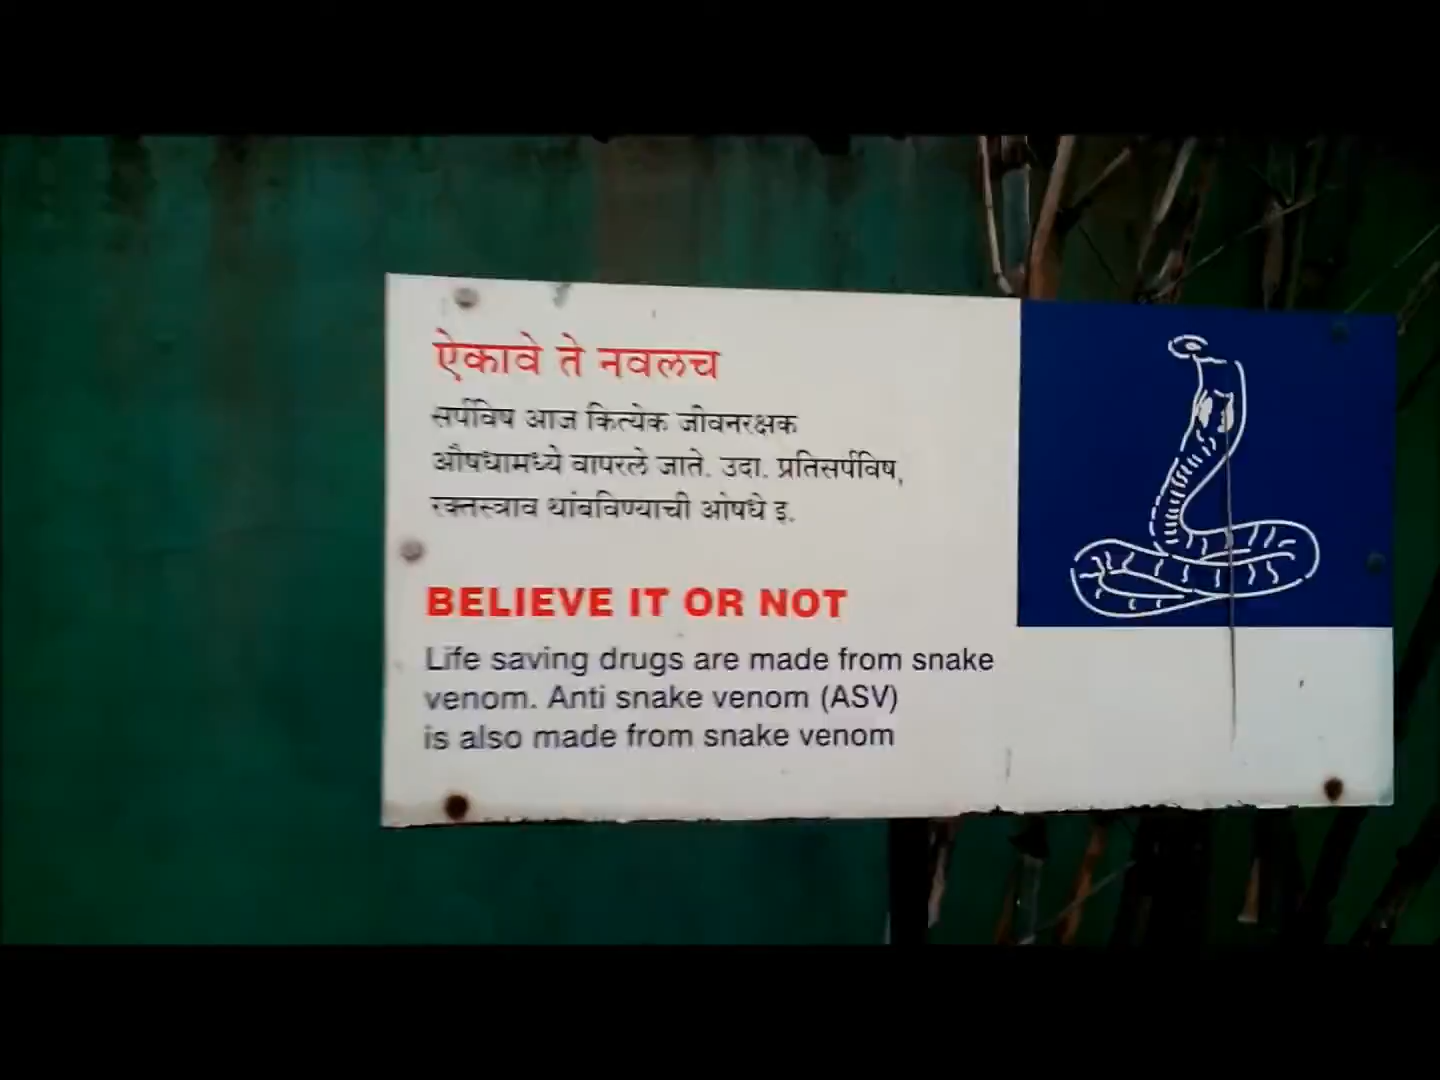 ऐकावे ते नवलच
सर्पविष आज कित्येक जीवनरक्षक
औषधामध्ये वापरले जाते. उदा. प्रतिसर्पविष,
रक्तस्त्राव थांबविण्याची ओषधे इ.
BELIEVE IT OR NOT
Life saving drugs are made from snake
venom. Anti snake venom (ASV)
is also made from snake venom